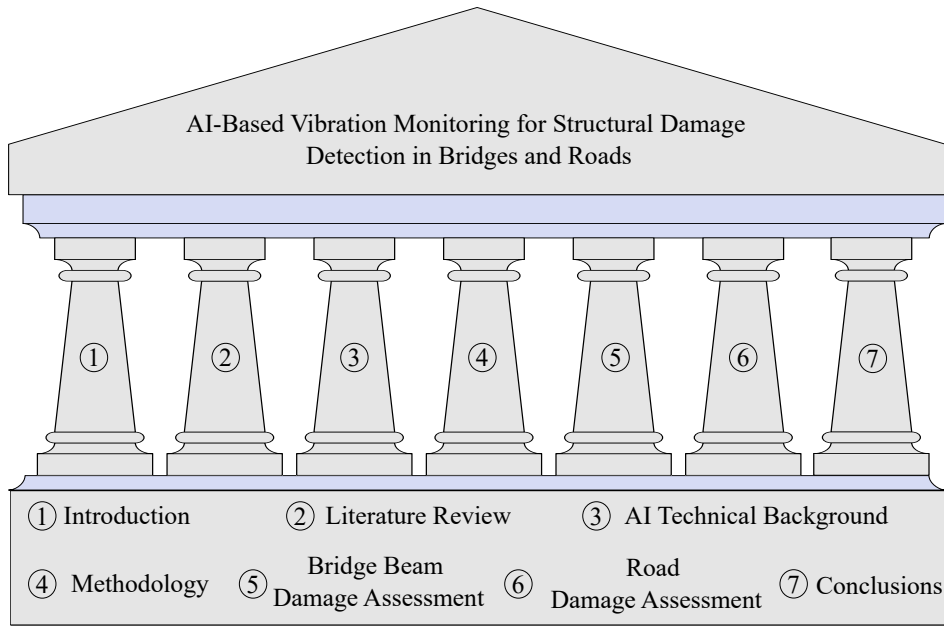 AI-Based Vibration Monitoring for Structural Damage
Detection in Bridges and Roads
1 2 3 4 5 6 7
1 Introduction 2 Literature Review 3 AI Technical Background
4 Methodology 5 Bridge Beam
Damage Assessment 6 Road
Damage Assessment 7 Conclusions